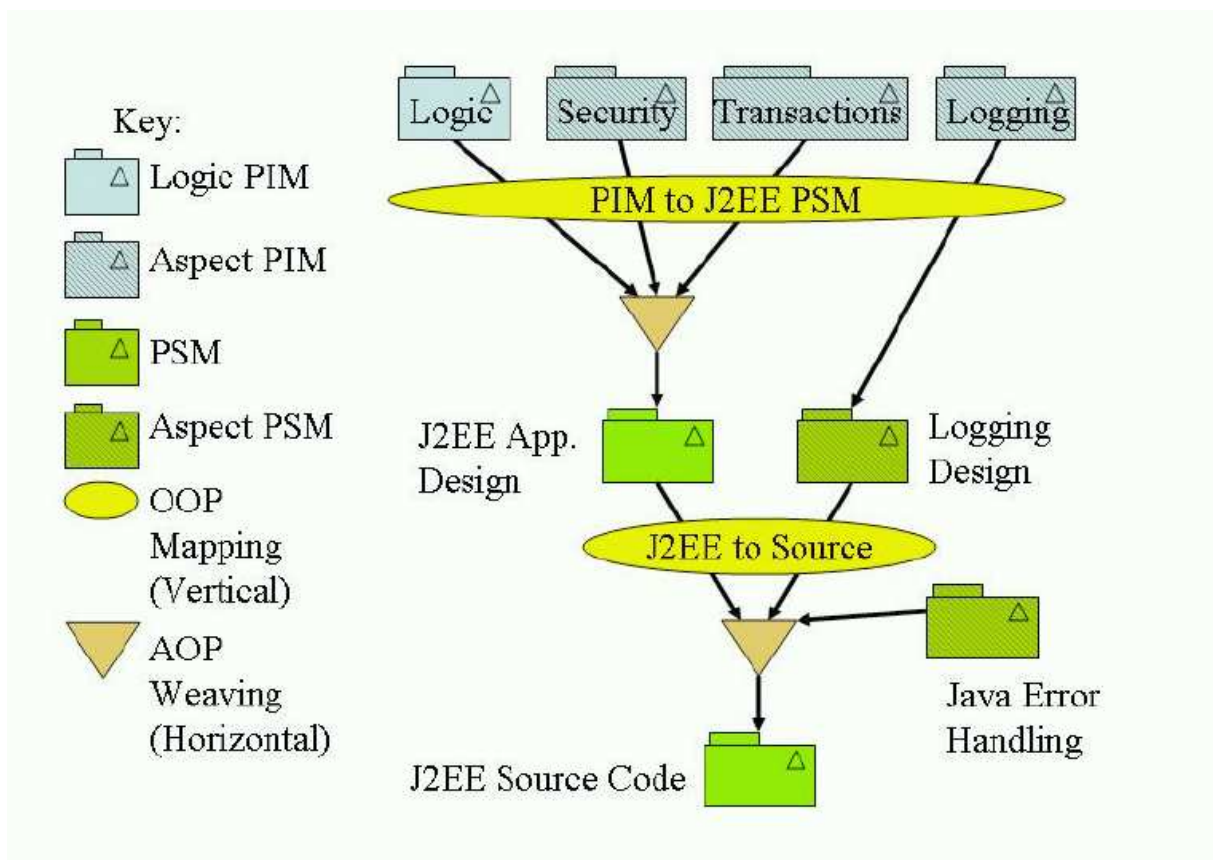 Logic
Security
Transactions
Logging
Key:
Logic PIM
Aspect PIM
PSM
Aspect PSM
OOP
Mapping
(Vertical)
AOP
Weaving
(Horizontal)
PIM to J2EE PSM
J2EE App.
Design
Logging
Design
J2EE to Source
Java Error
Handling
J2EE Source Code